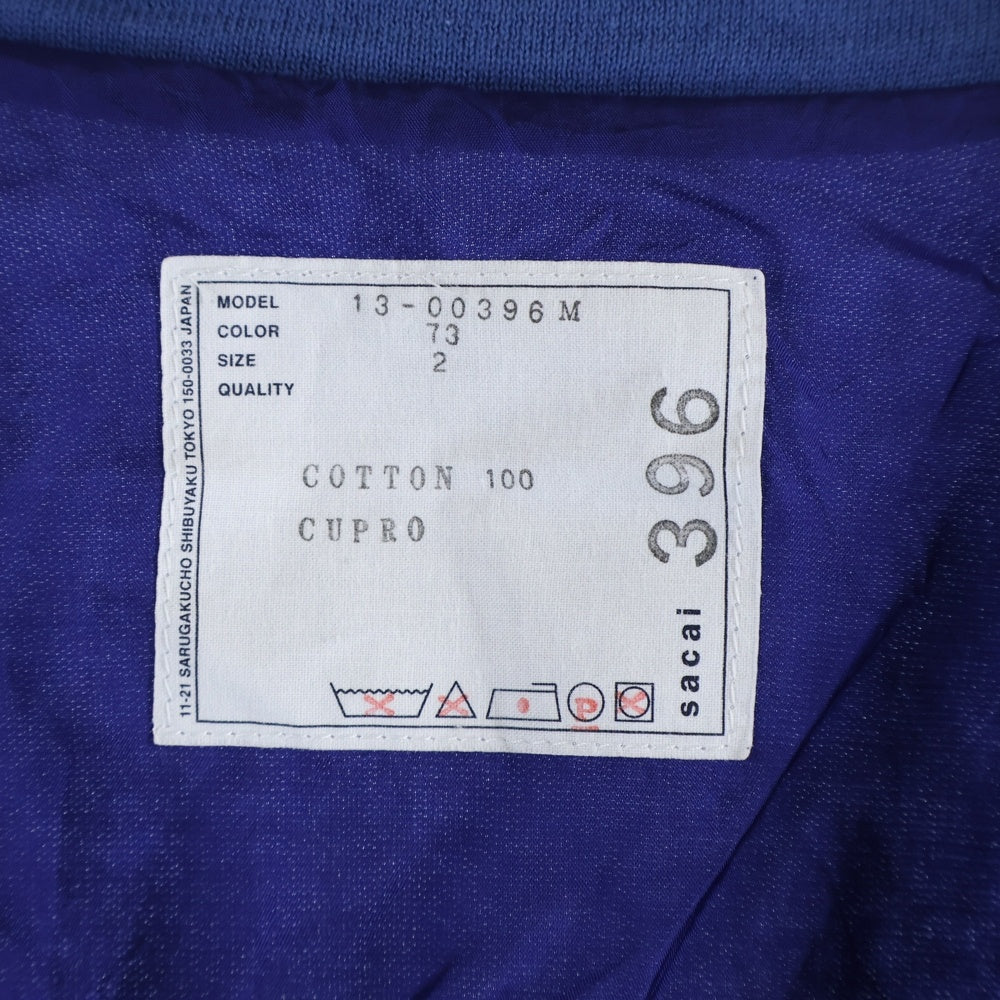 MODEL 13-00396M
COLOR 73
SIZE 2
QUALITY
COTTON 100
CUPRO
P
396
sacai
11-21 SARUGAKUCHO SHIBUYAKU TOKYO 150-0033 JAPAN